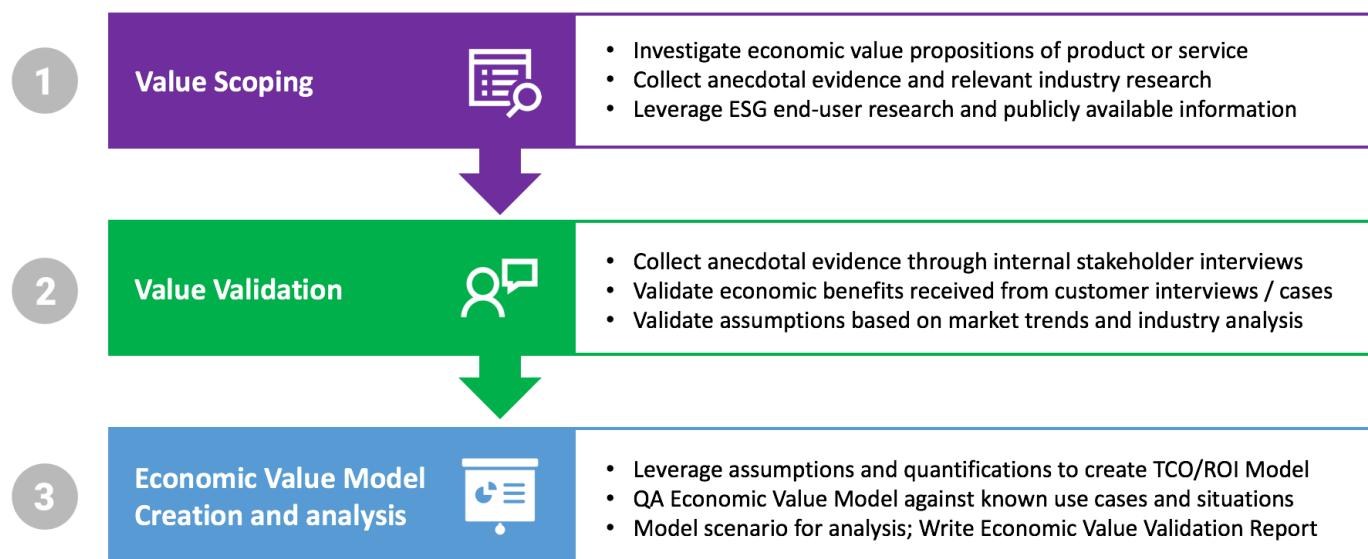 1
Value Scoping
• Investigate economic value propositions of product or service
• Collect anecdotal evidence and relevant industry research
• Leverage ESG end-user research and publicly available information
2
Value Validation
• Collect anecdotal evidence through internal stakeholder interviews
• Validate economic benefits received from customer interviews / cases
• Validate assumptions based on market trends and industry analysis
3
Economic Value Model
Creation and analysis
• Leverage assumptions and quantifications to create TCO/ROI Model
• QA Economic Value Model against known use cases and situations
• Model scenario for analysis; Write Economic Value Validation Report